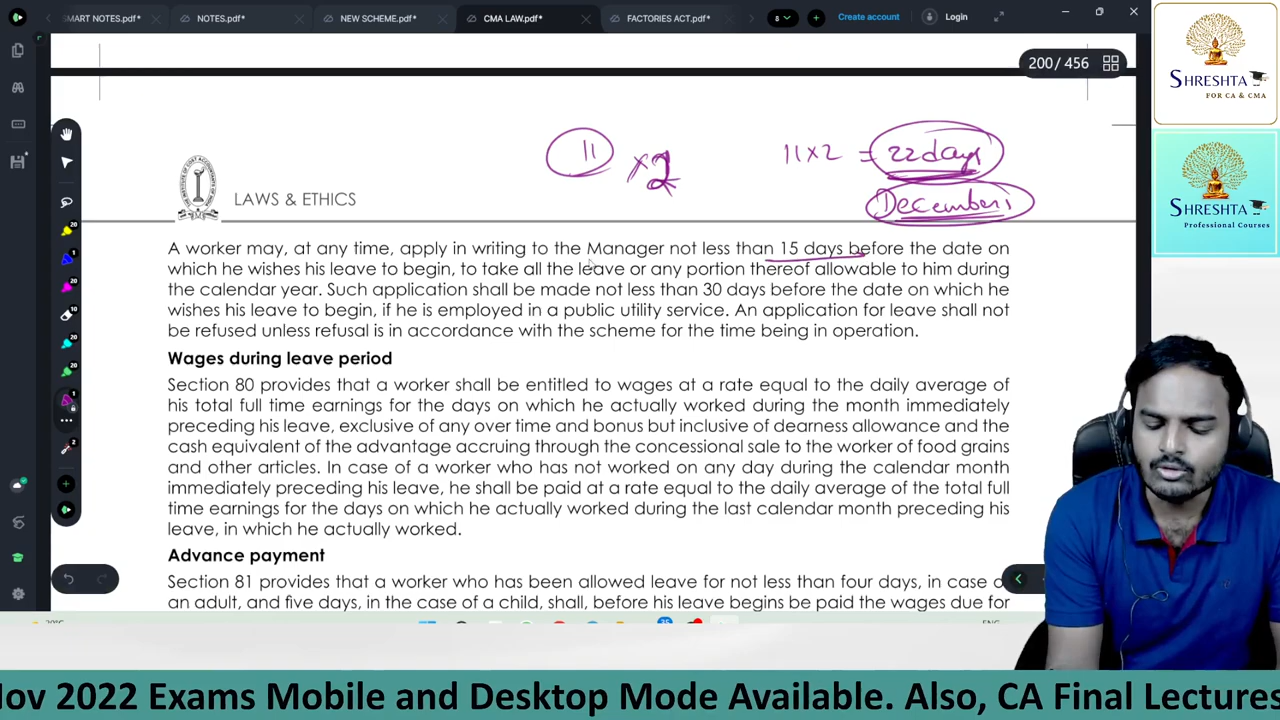 SMART NOTES.pdf*
NOTES.pdf*
NEW SCHEME.pdf*
CMA LAW.pdf*
FACTORIES ACT.pdf*
8
Create account
Login
200 / 456
SHRESHTA
FOR CA & CMA
SHRESHTA
Professional Courses
11 ×2
11×2 = 22 days
December
LAWS & ETHICS
A worker may, at any time, apply in writing to the Manager not less than 15 days before the date on
which he wishes his leave to begin, to take all the leave or any portion thereof allowable to him during
the calendar year. Such application shall be made not less than 30 days before the date on which he
wishes his leave to begin, if he is employed in a public utility service. An application for leave shall not
be refused unless refusal is in accordance with the scheme for the time being in operation.
Wages during leave period
Section 80 provides that a worker shall be entitled to wages at a rate equal to the daily average of
his total full time earnings for the days on which he actually worked during the month immediately
preceding his leave, exclusive of any over time and bonus but inclusive of dearness allowance and the
cash equivalent of the advantage accruing through the concessional sale to the worker of food grains
and other articles. In case of a worker who has not worked on any day during the calendar month
immediately preceding his leave, he shall be paid at a rate equal to the daily average of the total full
time earnings for the days on which he actually worked during the last calendar month preceding his
leave, in which he actually worked.
Advance payment
Section 81 provides that a worker who has been allowed leave for not less than four days, in case o
an adult, and five days, in the case of a child, shall, before his leave begins be paid the wages due for
Nov 2022 Exams Mobile and Desktop Mode Available. Also, CA Final Lectures